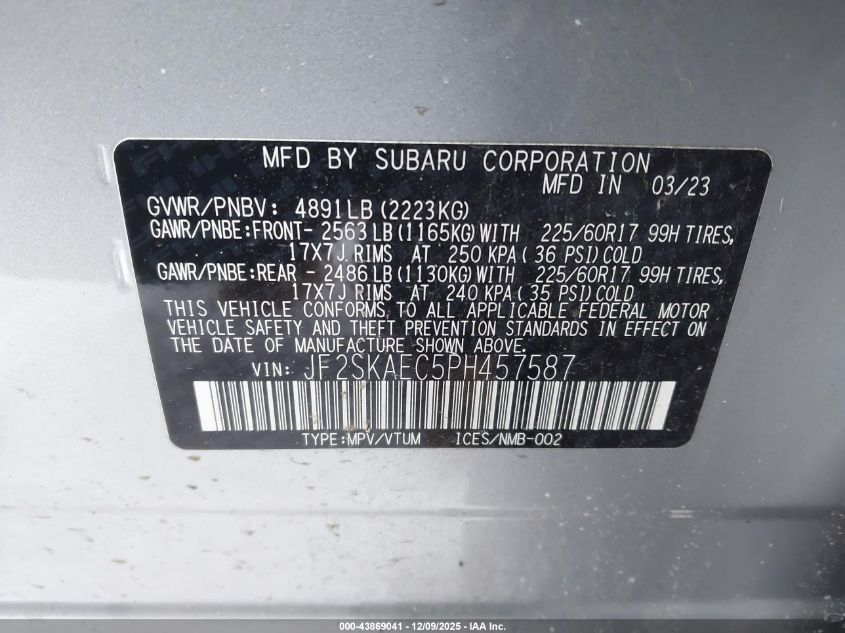 MFD BY SUBARU CORPORATION
MFD IN 03/23
GVWR/PNBV: 4891LB (2223KG)
GAWR/PNBE:FRONT- 2563LB (1165KG) WITH 225/60R17 99H TIRES,
17X7J RIMS AT 250 KPA ( 36 PSI) COLD
GAWR/PNBE:REAR - 2486LB (1130KG) WITH 225/60R17 99H TIRES,
17X7J RIMS AT 240 KPA ( 35 PSI) COLD
THIS VEHICLE CONFORMS TO ALL APPLICABLE FEDERAL MOTOR
VEHICLE SAFETY AND THEFT PREVENTION STANDARDS IN EFFECT ON
THE DATE OF MANUFACTURE SHOWN ABOVE.
VIN: JF2SKAEC5PH457587
TYPE:MPV/VTUM ICES/NMB-002
000-43869041 - 12/09/2025 - IAA Inc.